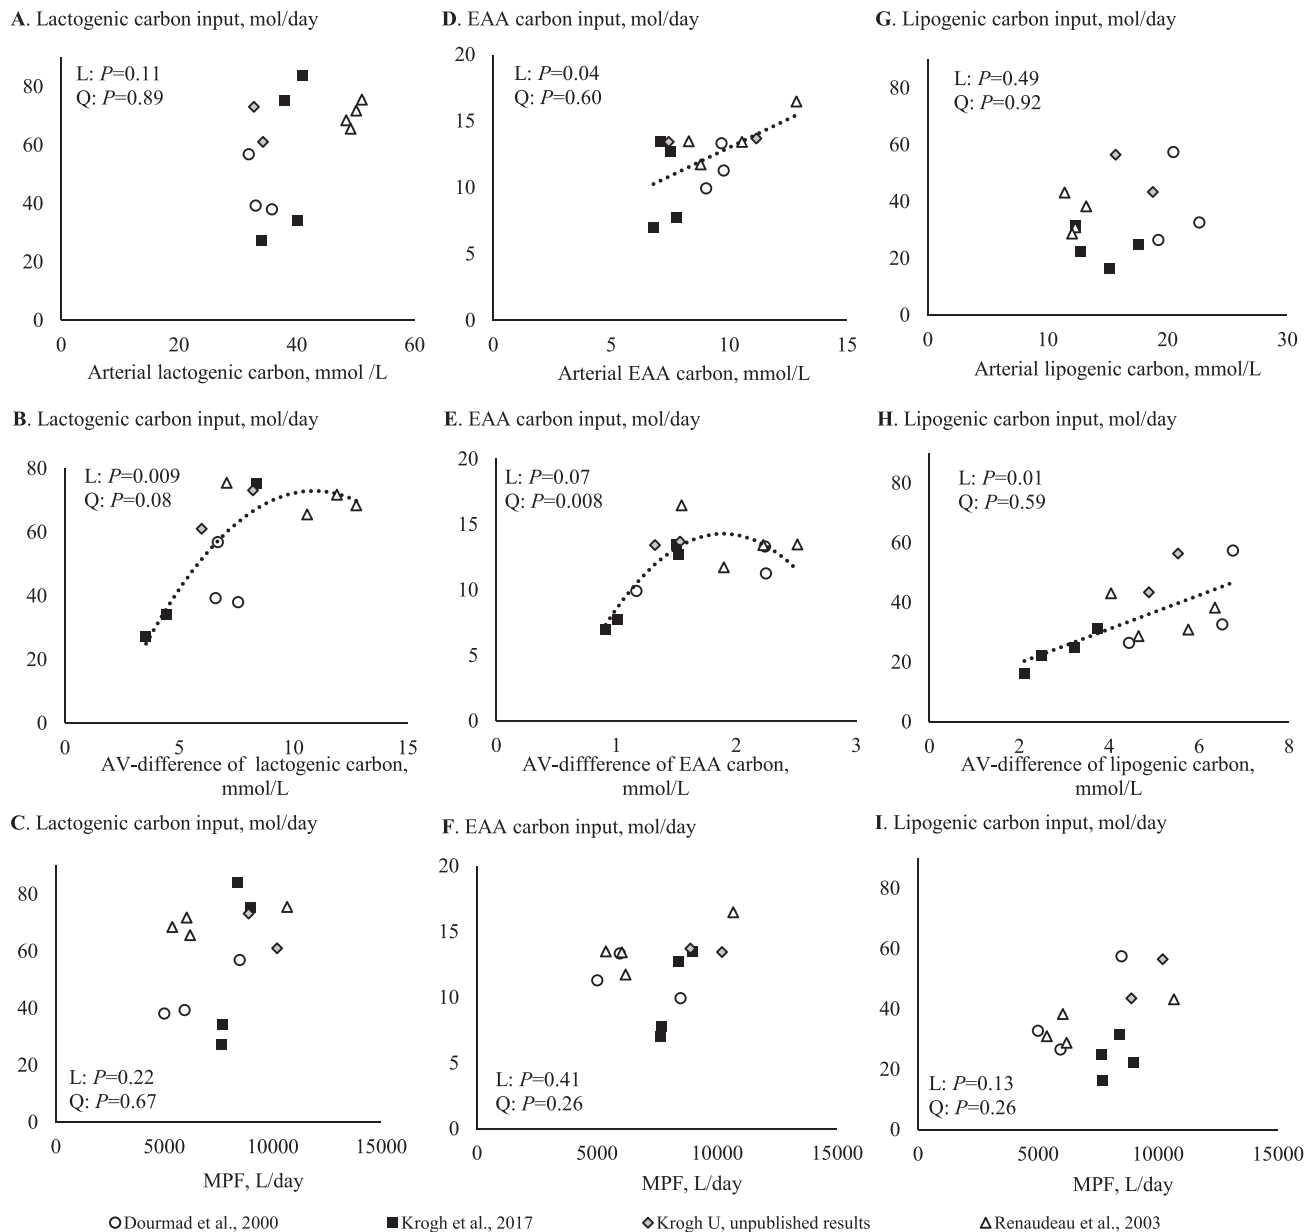 A. Lactogenic carbon input, mol/day
80
60
40
20
0
L: P=0.11
Q: P=0.89
0 20 40 60
Arterial lactogenic carbon, mmol /L
D. EAA carbon input, mol/day
20
15
10
5
0
L: P=0.04
Q: P=0.60
0 5 10 15
Arterial EAA carbon, mmol/L
G. Lipogenic carbon input, mol/day
80
60
40
20
0
L: P=0.49
Q: P=0.92
0 10 20 30
Arterial lipogenic carbon, mmol/L
B. Lactogenic carbon input, mol/day
80
60
40
20
0
L: P=0.009
Q: P=0.08
0 5 10 15
AV-difference of lactogenic carbon,
mmol/L
E. EAA carbon input, mol/day
20
15
10
5
0
L: P=0.07
Q: P=0.008
0 1 2 3
AV-diffference of EAA carbon,
mmol/L
H. Lipogenic carbon input, mol/day
80
60
40
20
0
L: P=0.01
Q: P=0.59
0 2 4 6 8
AV-difference of lipogenic carbon,
mmol/L
C. Lactogenic carbon input, mol/day
80
60
40
20
0
L: P=0.22
Q: P=0.67
0 5000 10000 15000
MPF, L/day
F. EAA carbon input, mol/day
20
15
10
5
0
L: P=0.41
Q: P=0.26
0 5000 10000 15000
MPF, L/day
I. Lipogenic carbon input, mol/day
80
60
40
20
0
L: P=0.13
Q: P=0.26
0 5000 10000 15000
MPF, L/day
Dourmad et al., 2000 Krogh et al., 2017 Krogh U, unpublished results Renaudeau et al., 2003